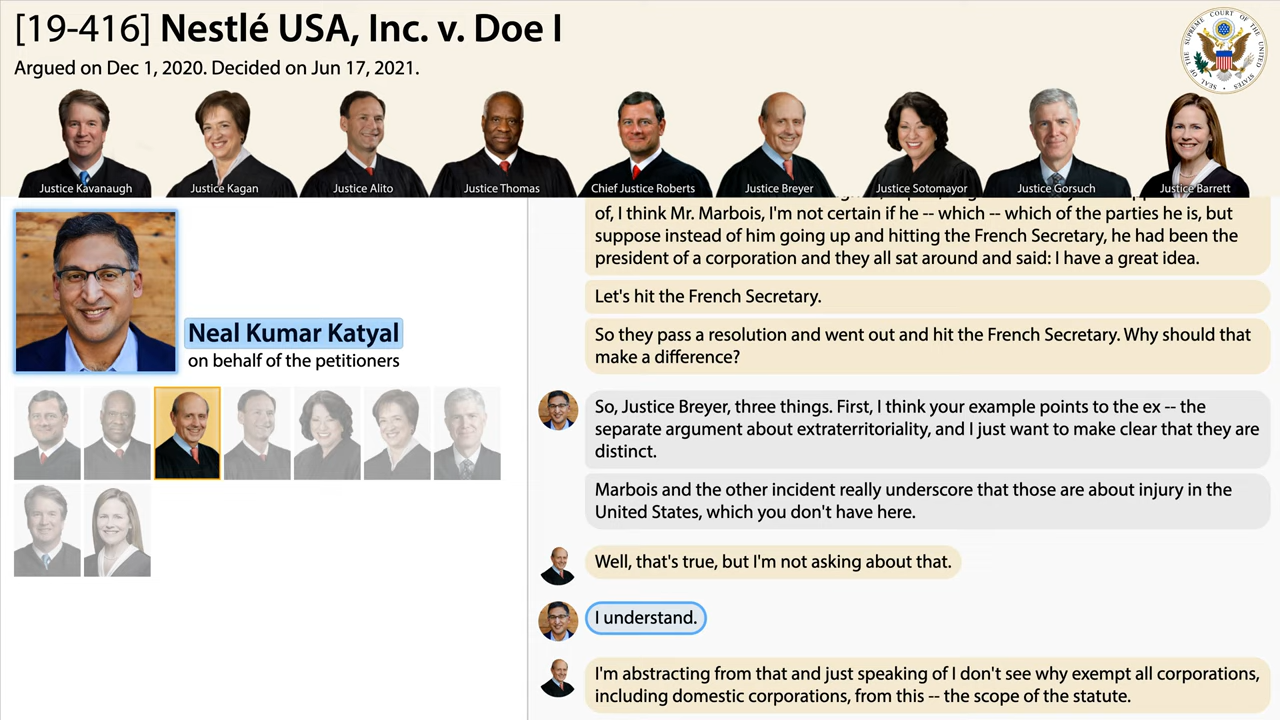 [19-416] Nestlé USA, Inc. v. Doe I
Argued on Dec 1, 2020. Decided on Jun 17, 2021.
SEAL OF THE SUPREME COURT OF THE UNITED STATES
Justice Kavanaugh
Justice Kagan
Justice Alito
Justice Thomas
Chief Justice Roberts
Justice Breyer
Justice Sotomayor
Justice Gorsuch
Justice Barrett
Neal Kumar Katyal
on behalf of the petitioners
of, I think Mr. Marbois, I'm not certain if he -- which -- which of the parties he is, but
suppose instead of him going up and hitting the French Secretary, he had been the
president of a corporation and they all sat around and said: I have a great idea.
Let's hit the French Secretary.
So they pass a resolution and went out and hit the French Secretary. Why should that
make a difference?
So, Justice Breyer, three things. First, I think your example points to the ex -- the
separate argument about extraterritoriality, and I just want to make clear that they are
distinct.
Marbois and the other incident really underscore that those are about injury in the
United States, which you don't have here.
Well, that's true, but I'm not asking about that.
I understand.
I'm abstracting from that and just speaking of I don't see why exempt all corporations,
including domestic corporations, from this -- the scope of the statute.